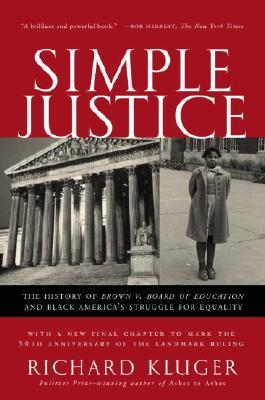 "A brilliant and powerful book." —BOB HERBERT, The New York Times
SIMPLE
JUSTICE
THE HISTORY OF BROWN V. BOARD OF EDUCATION
AND BLACK AMERICA'S STRUGGLE FOR EQUALITY
WITH A NEW FINAL CHAPTER TO MARK THE
50TH ANNIVERSARY OF THE LANDMARK RULING
RICHARD KLUGER
Pulitzer Prize–winning author of Ashes to Ashes